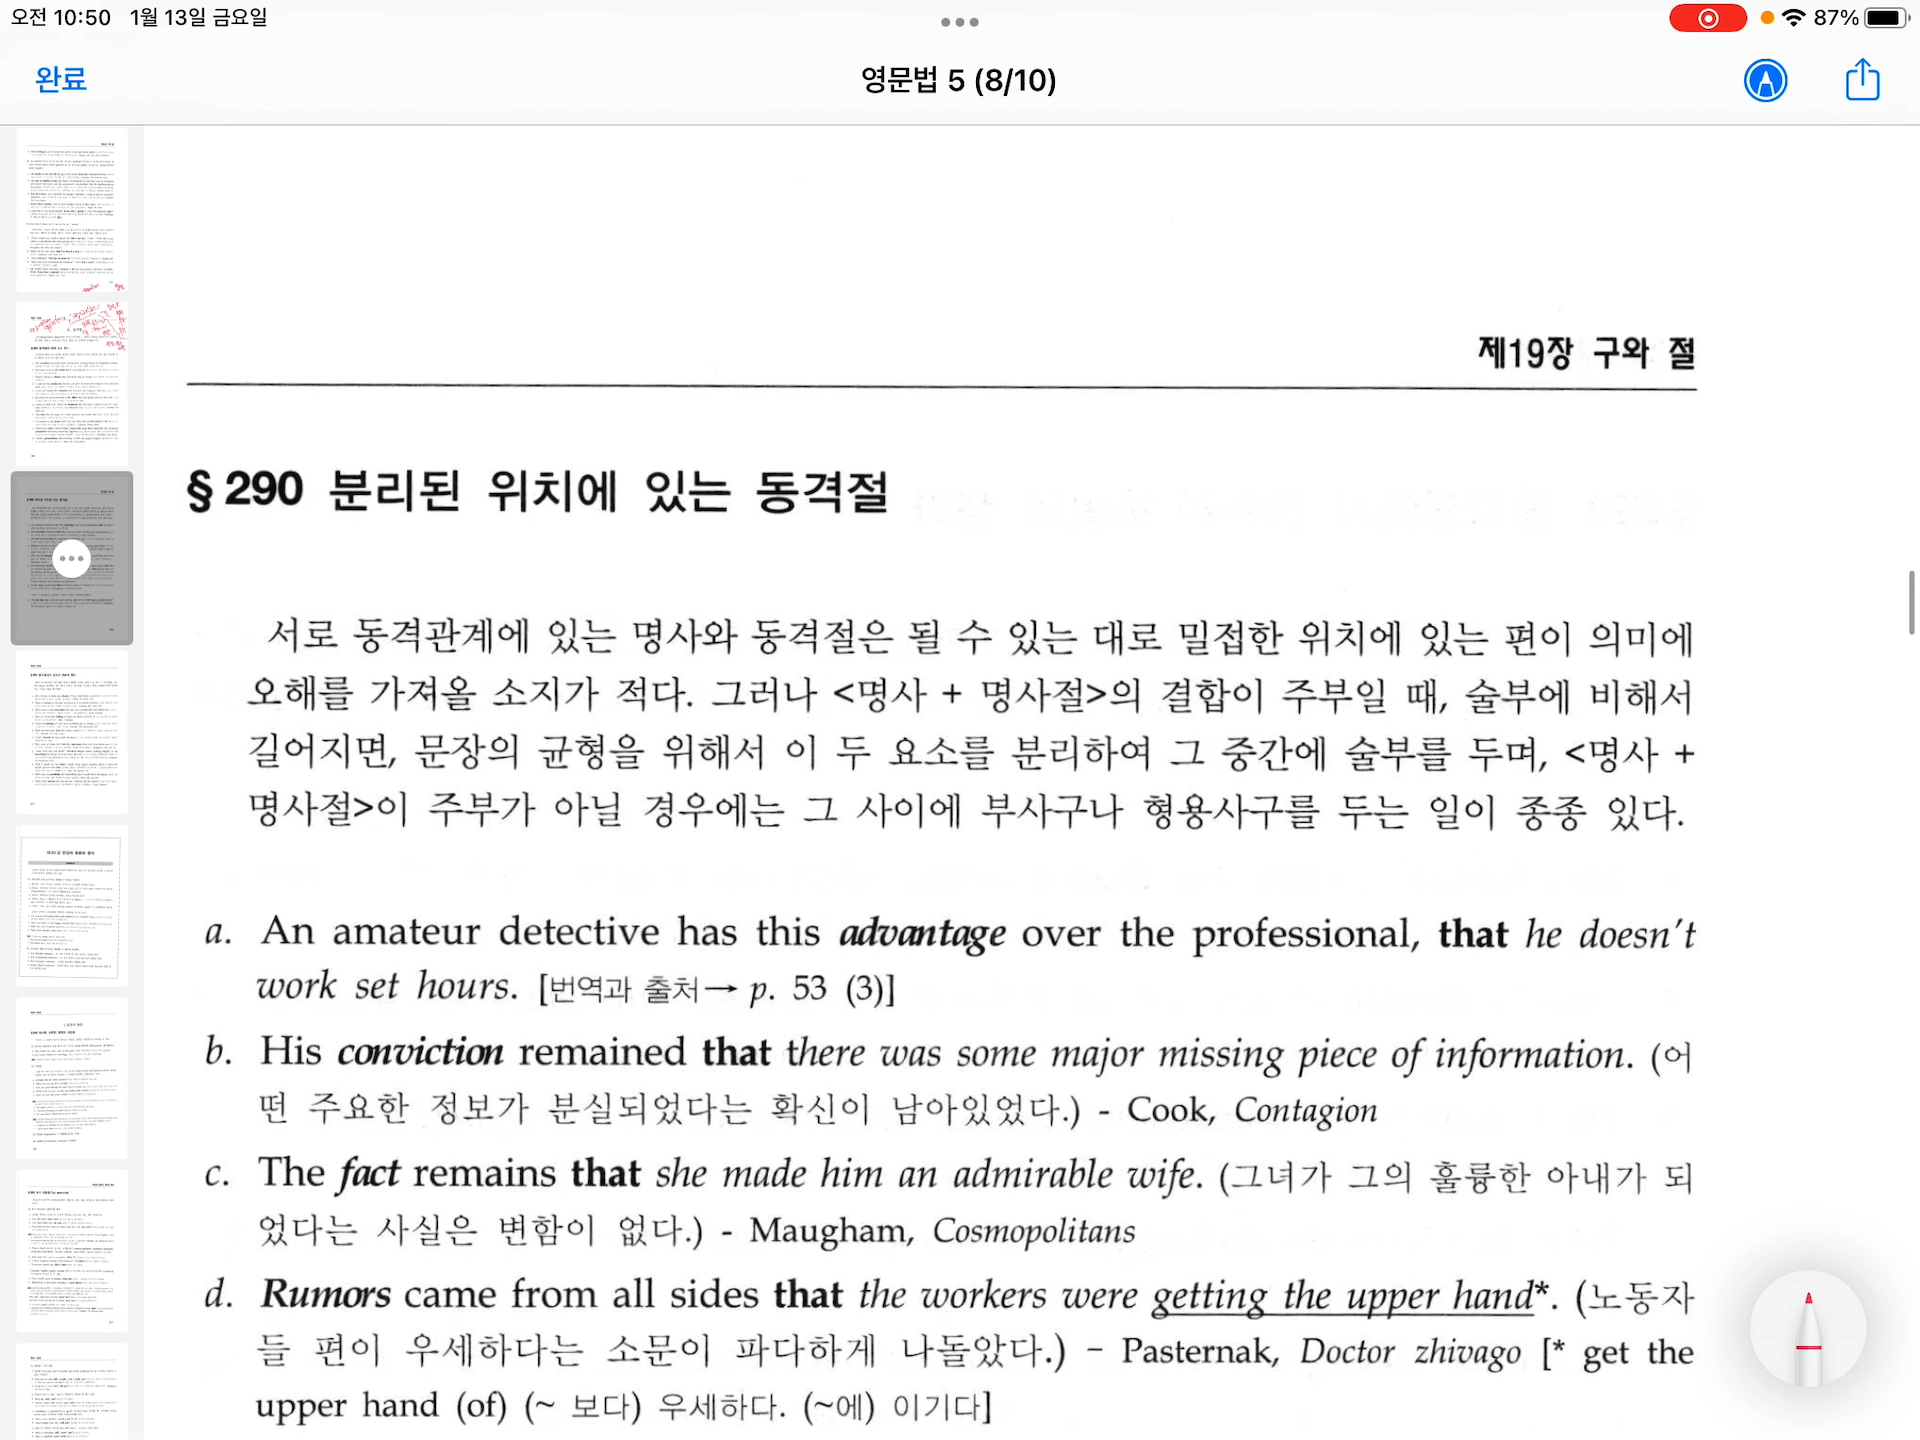 오전 10:50 1월 13일 금요일
87%
완료
영문법 5 (8/10)
제19장 구와 절
§ 290 분리된 위치에 있는 동격절
서로 동격관계에 있는 명사와 동격절은 될 수 있는 대로 밀접한 위치에 있는 편이 의미에
오해를 가져올 소지가 적다. 그러나 <명사 + 명사절>의 결합이 주부일 때, 술부에 비해서
길어지면, 문장의 균형을 위해서 이 두 요소를 분리하여 그 중간에 술부를 두며, <명사 +
명사절>이 주부가 아닐 경우에는 그 사이에 부사구나 형용사구를 두는 일이 종종 있다.
a. An amateur detective has this advantage over the professional, that he doesn't
work set hours. [번역과 출처→ p. 53 (3)]
b. His conviction remained that there was some major missing piece of information. (어
떤 주요한 정보가 분실되었다는 확신이 남아있었다.) - Cook, Contagion
c. The fact remains that she made him an admirable wife. (그녀가 그의 훌륭한 아내가 되
었다는 사실은 변함이 없다.) - Maugham, Cosmopolitans
d. Rumors came from all sides that the workers were getting the upper hand*. (노동자
들 편이 우세하다는 소문이 파다하게 나돌았다.) - Pasternak, Doctor zhivago [* get the
upper hand (of) (~ 보다) 우세하다. (~에) 이기다]